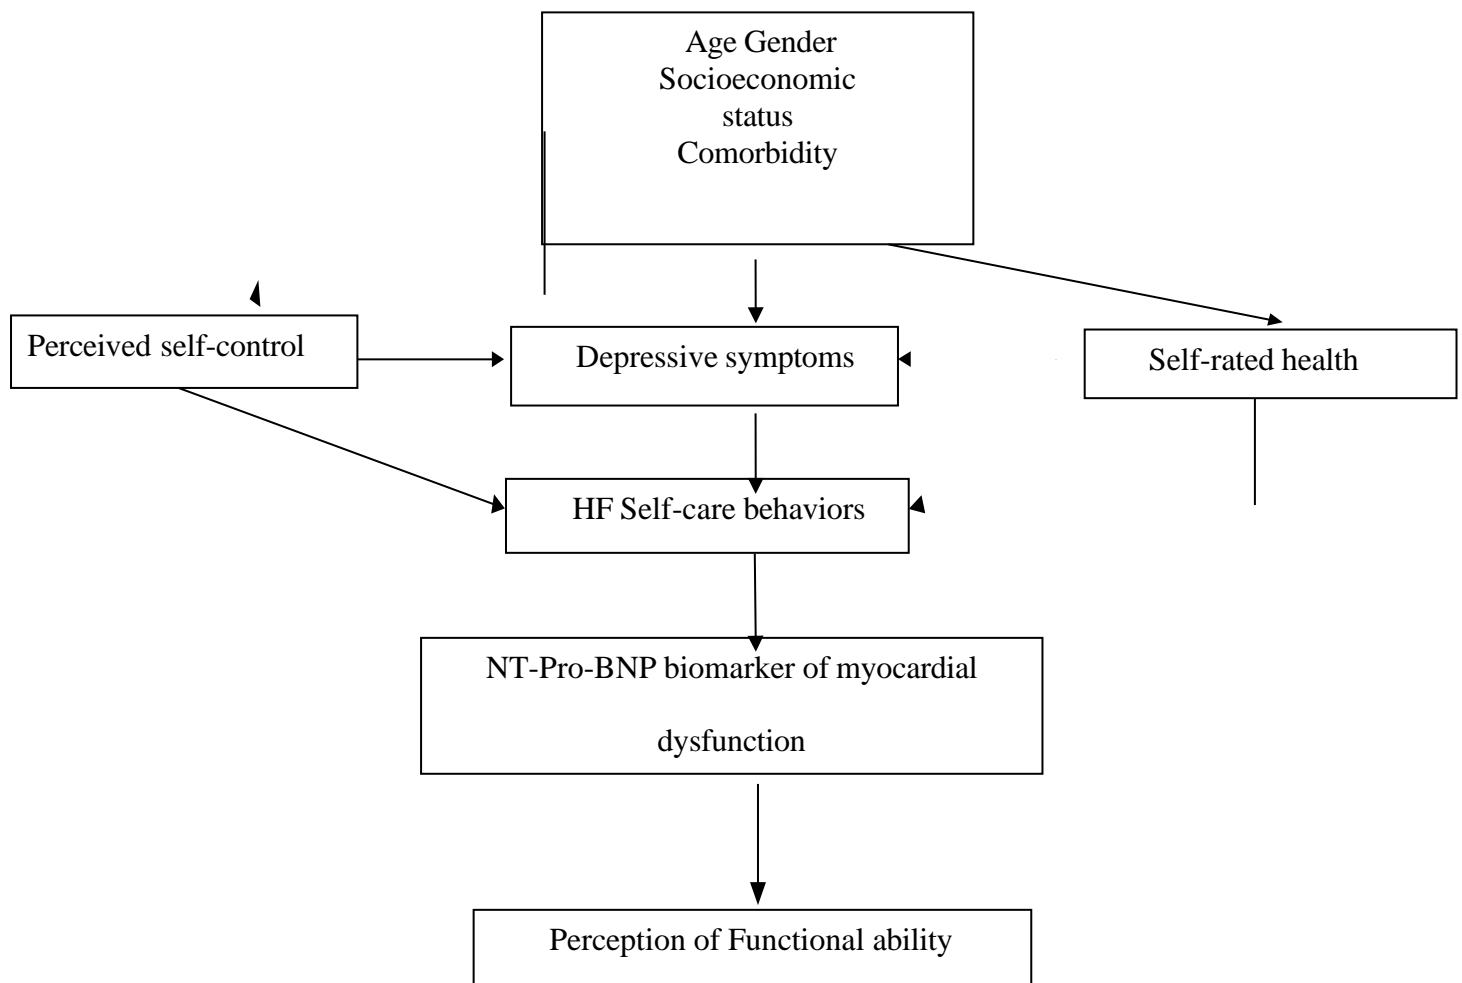 Age Gender
Socioeconomic
status
Comorbidity
Perceived self-control
Depressive symptoms
Self-rated health
HF Self-care behaviors
NT-Pro-BNP biomarker of myocardial
dysfunction
Perception of Functional ability